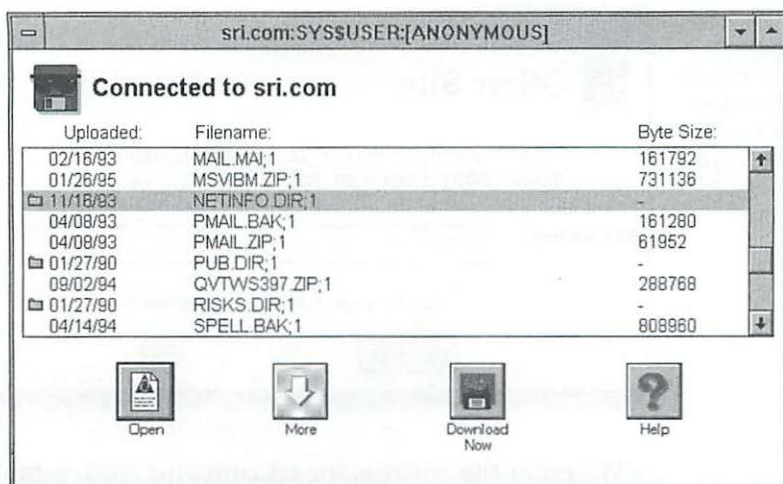 sri.com:SYS$USER:[ANONYMOUS]
Other Site
Connected to sri.com
Uploaded: Filename: Byte Size:
02/16/93 MAIL.MAI;1 161792
01/26/95 MSVIBM.ZIP;1 731136
11/16/93 NETINFO.DIR;1 -
04/08/93 PMAIL.BAK;1 161280
04/08/93 PMAIL.ZIP;1 61952
01/27/90 PUB.DIR;1 -
09/02/94 QVTWS397.ZIP;1 288768
01/27/90 RISKS.DIR;1 -
04/14/94 SPELL.BAK;1 808960
Open More Download Now Help